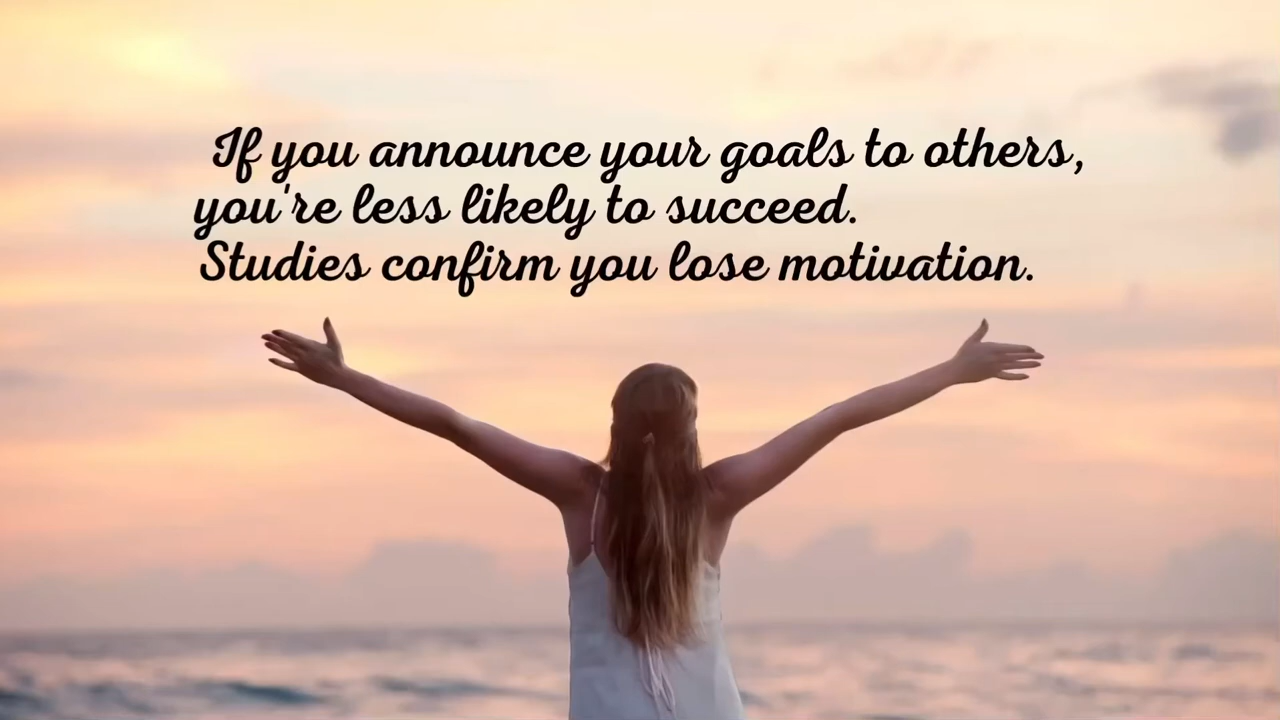 If you announce your goals to others,
you're less likely to succeed.
Studies confirm you lose motivation.